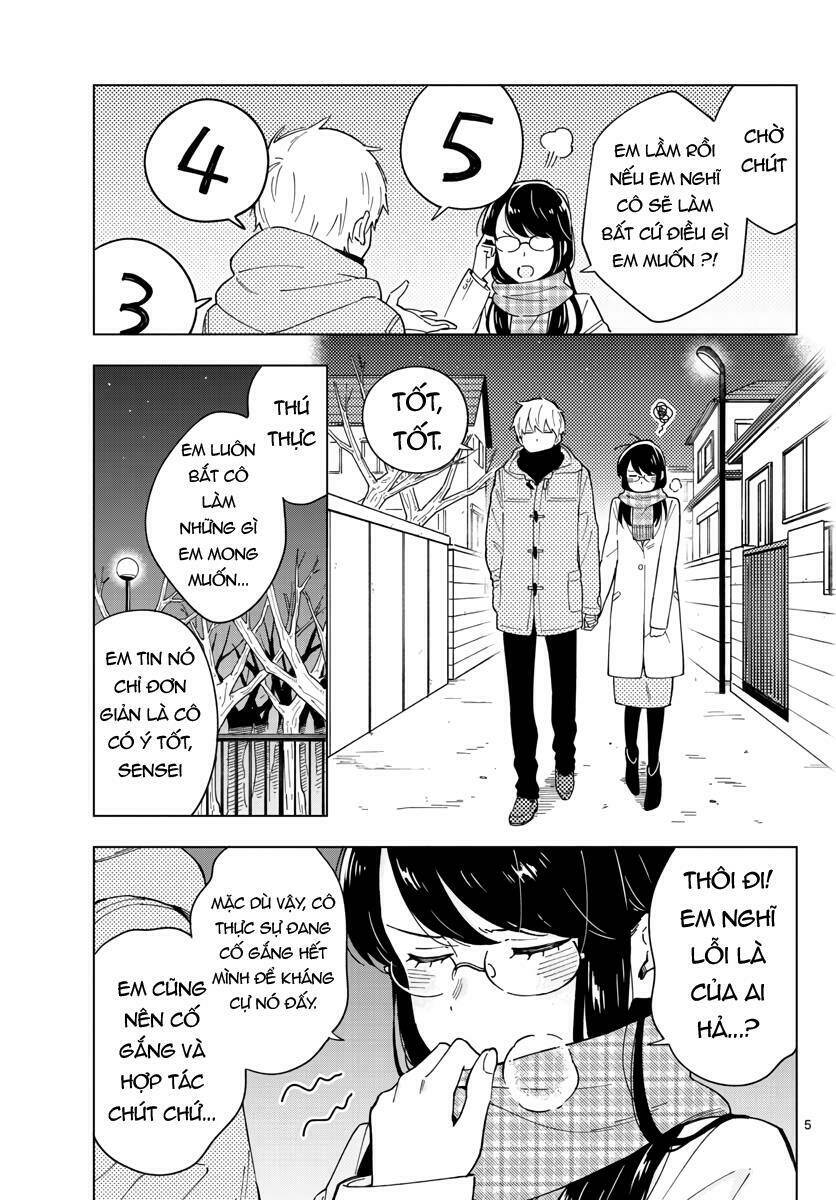 CHỜ
CHÚT
EM LẦM RỒI
NẾU EM NGHĨ
CÔ SẼ LÀM
BẤT CỨ ĐIỀU GÌ
EM MUỐN ?!
5
4
3
TỐT,
TỐT.
THÚ
THỰC
EM LUÔN
BẮT CÔ
LÀM
NHỮNG GÌ
EM MONG
MUỐN...
EM TIN NÓ
CHỈ ĐƠN
GIẢN LÀ CÔ
CÓ Ý TỐT,
SENSEI
THÔI ĐI!
EM NGHĨ
LỖI LÀ
CỦA AI
HẢ...?
MẶC DÙ VẬY, CÔ
THỰC SỰ ĐANG
CỐ GẮNG HẾT
MÌNH ĐỂ KHÁNG
CỰ NÓ ĐẤY.
EM CŨNG
NÊN CỐ
GẮNG VÀ
HỢP TÁC
CHÚT CHỨ...
5